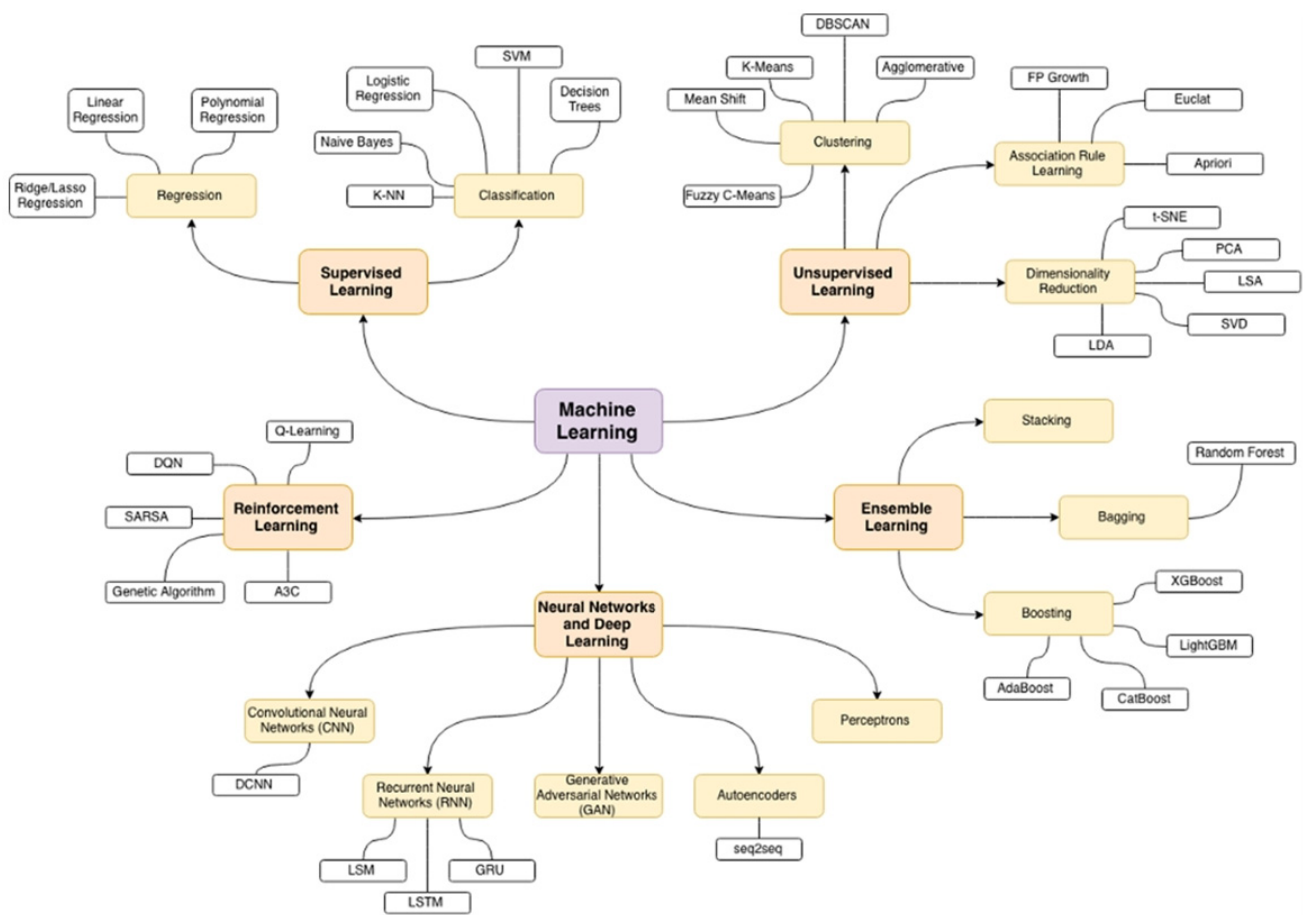 DBSCAN
SVM
K-Means
Agglomerative
FP Growth
Logistic
Regression
Linear
Regression
Polynomial
Regression
Decision
Trees
Mean Shift
Euclat
Naive Bayes
Clustering
Association Rule
Learning
Apriori
Ridge/Lasso
Regression
Regression
K-NN
Classification
Fuzzy C-Means
t-SNE
PCA
Supervised
Learning
Unsupervised
Learning
Dimensionality
Reduction
LSA
SVD
LDA
Machine
Learning
Stacking
Q-Learning
DQN
Random Forest
SARSA
Reinforcement
Learning
Ensemble
Learning
Bagging
Genetic Algorithm
A3C
XGBoost
Neural Networks
and Deep
Learning
Boosting
LightGBM
AdaBoost
CatBoost
Convolutional Neural
Networks (CNN)
Perceptrons
DCNN
Recurrent Neural
Networks (RNN)
Generative
Adversarial Networks
(GAN)
Autoencoders
seq2seq
LSM
GRU
LSTM